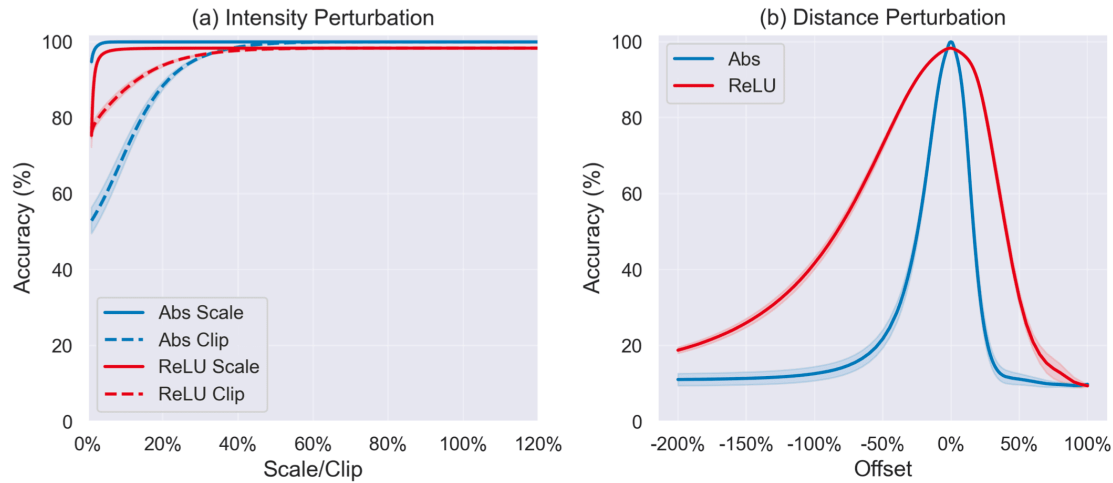 (a) Intensity Perturbation
Accuracy (%)
100
80
60
40
20
0
Abs Scale
Abs Clip
ReLU Scale
ReLU Clip
0% 20% 40% 60% 80% 100% 120%
Scale/Clip
(b) Distance Perturbation
Accuracy (%)
100
80
60
40
20
0
Abs
ReLU
-200% -150% -100% -50% 0% 50% 100%
Offset